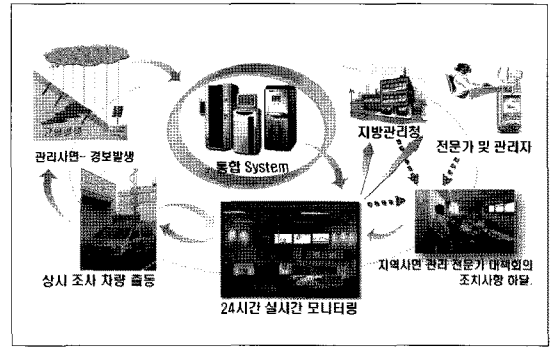 관리사면- 경보발생
통합 System
지방관리청
전문가 및 관리자
상시 조사 차량 출동
24시간 실시간 모니터링
지역사면 관리 전문가 대책회의
조치사항 하달